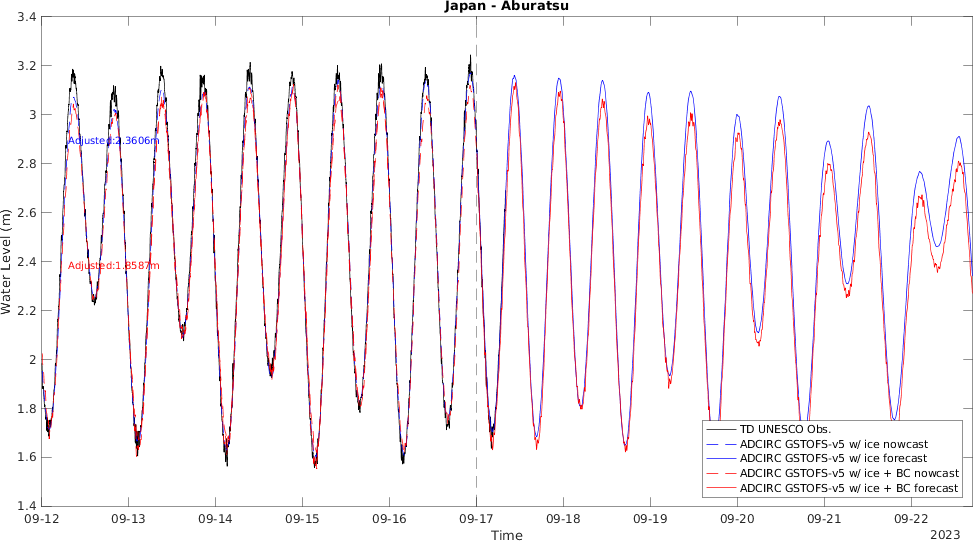 Japan - Aburatsu
3.4
3.2
3
2.8
2.6
2.4
2.2
2
1.8
1.6
1.4
Water Level (m)
Adjusted:2.3606m
Adjusted:1.8587m
TD UNESCO Obs.
ADCIRC GSTOFS-v5 w/ ice nowcast
ADCIRC GSTOFS-v5 w/ ice forecast
ADCIRC GSTOFS-v5 w/ ice + BC nowcast
ADCIRC GSTOFS-v5 w/ ice + BC forecast
09-12 09-13 09-14 09-15 09-16 09-17 09-18 09-19 09-20 09-21 09-22
Time
2023